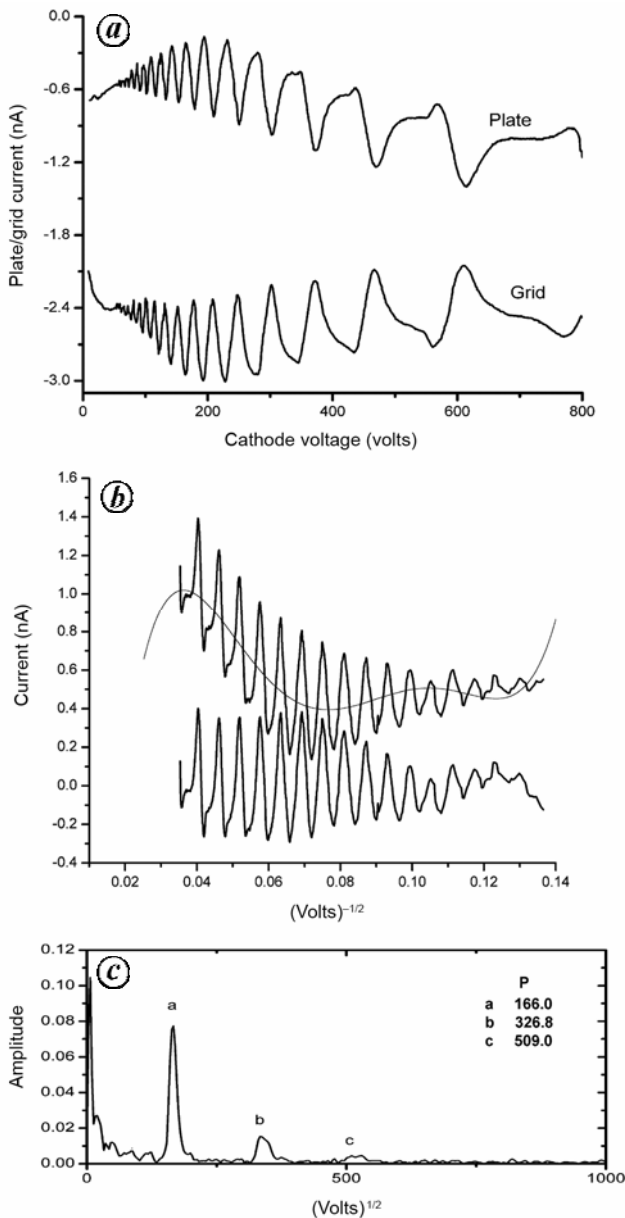 a
0.0
-0.6
-1.2
-1.8
-2.4
-3.0
Plate/grid current (nA)
Plate
Grid
0 200 400 600 800
Cathode voltage (volts)
b
1.6
1.4
1.2
1.0
0.8
0.6
0.4
0.2
0.0
-0.2
-0.4
Current (nA)
0.02 0.04 0.06 0.08 0.10 0.12 0.14
(Volts)⁻¹/²
c
0.12
0.10
0.08
0.06
0.04
0.02
0.00
Amplitude
a
b
c
P
a 166.0
b 326.8
c 509.0
0 500 1000
(Volts)¹/²